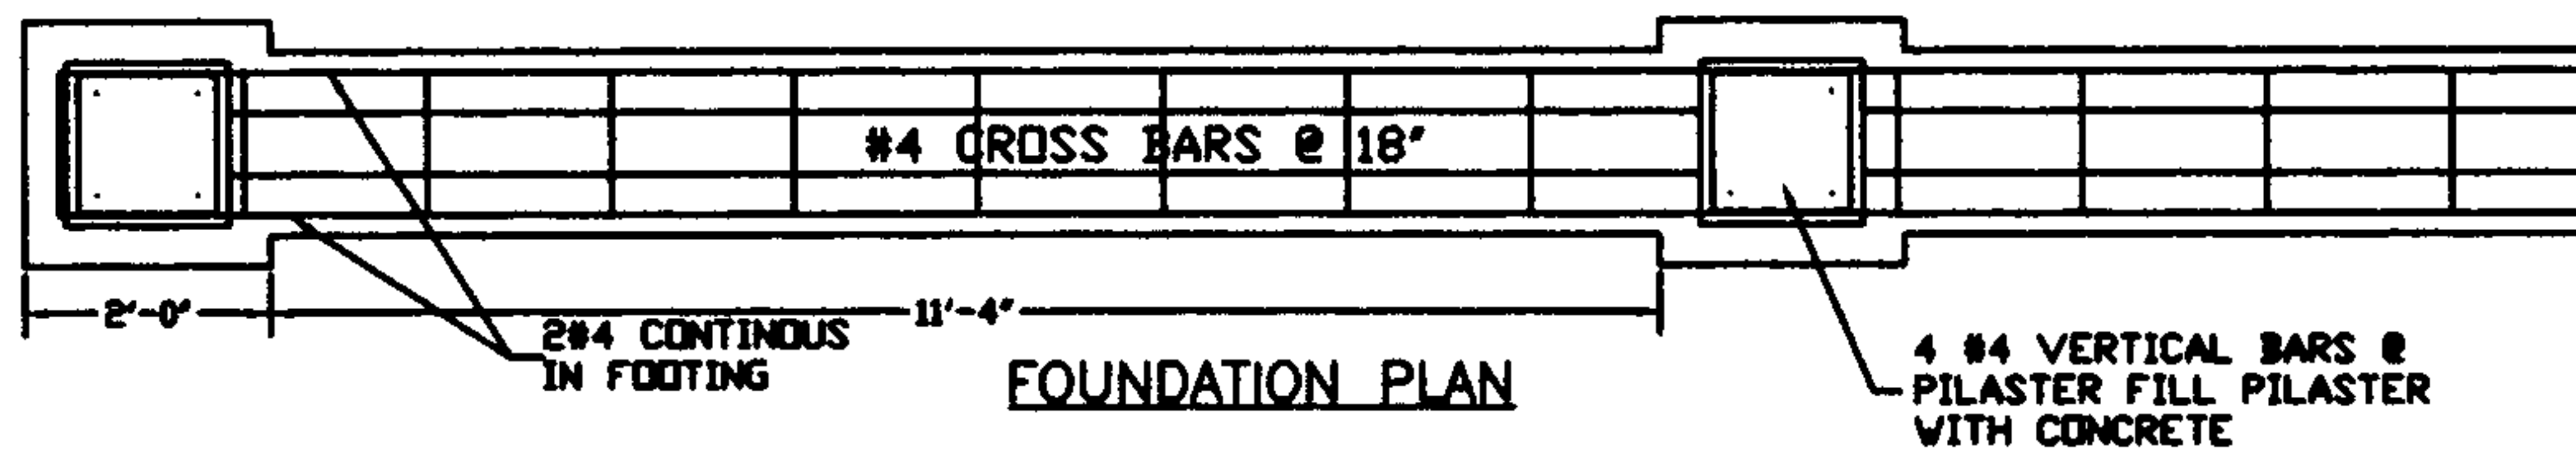 #4 CROSS BARS @ 18"
2'-0"
11'-4"
2#4 CONTINOUS
IN FOOTING
FOUNDATION PLAN
4 #4 VERTICAL BARS @
PILASTER FILL PILASTER
WITH CONCRETE